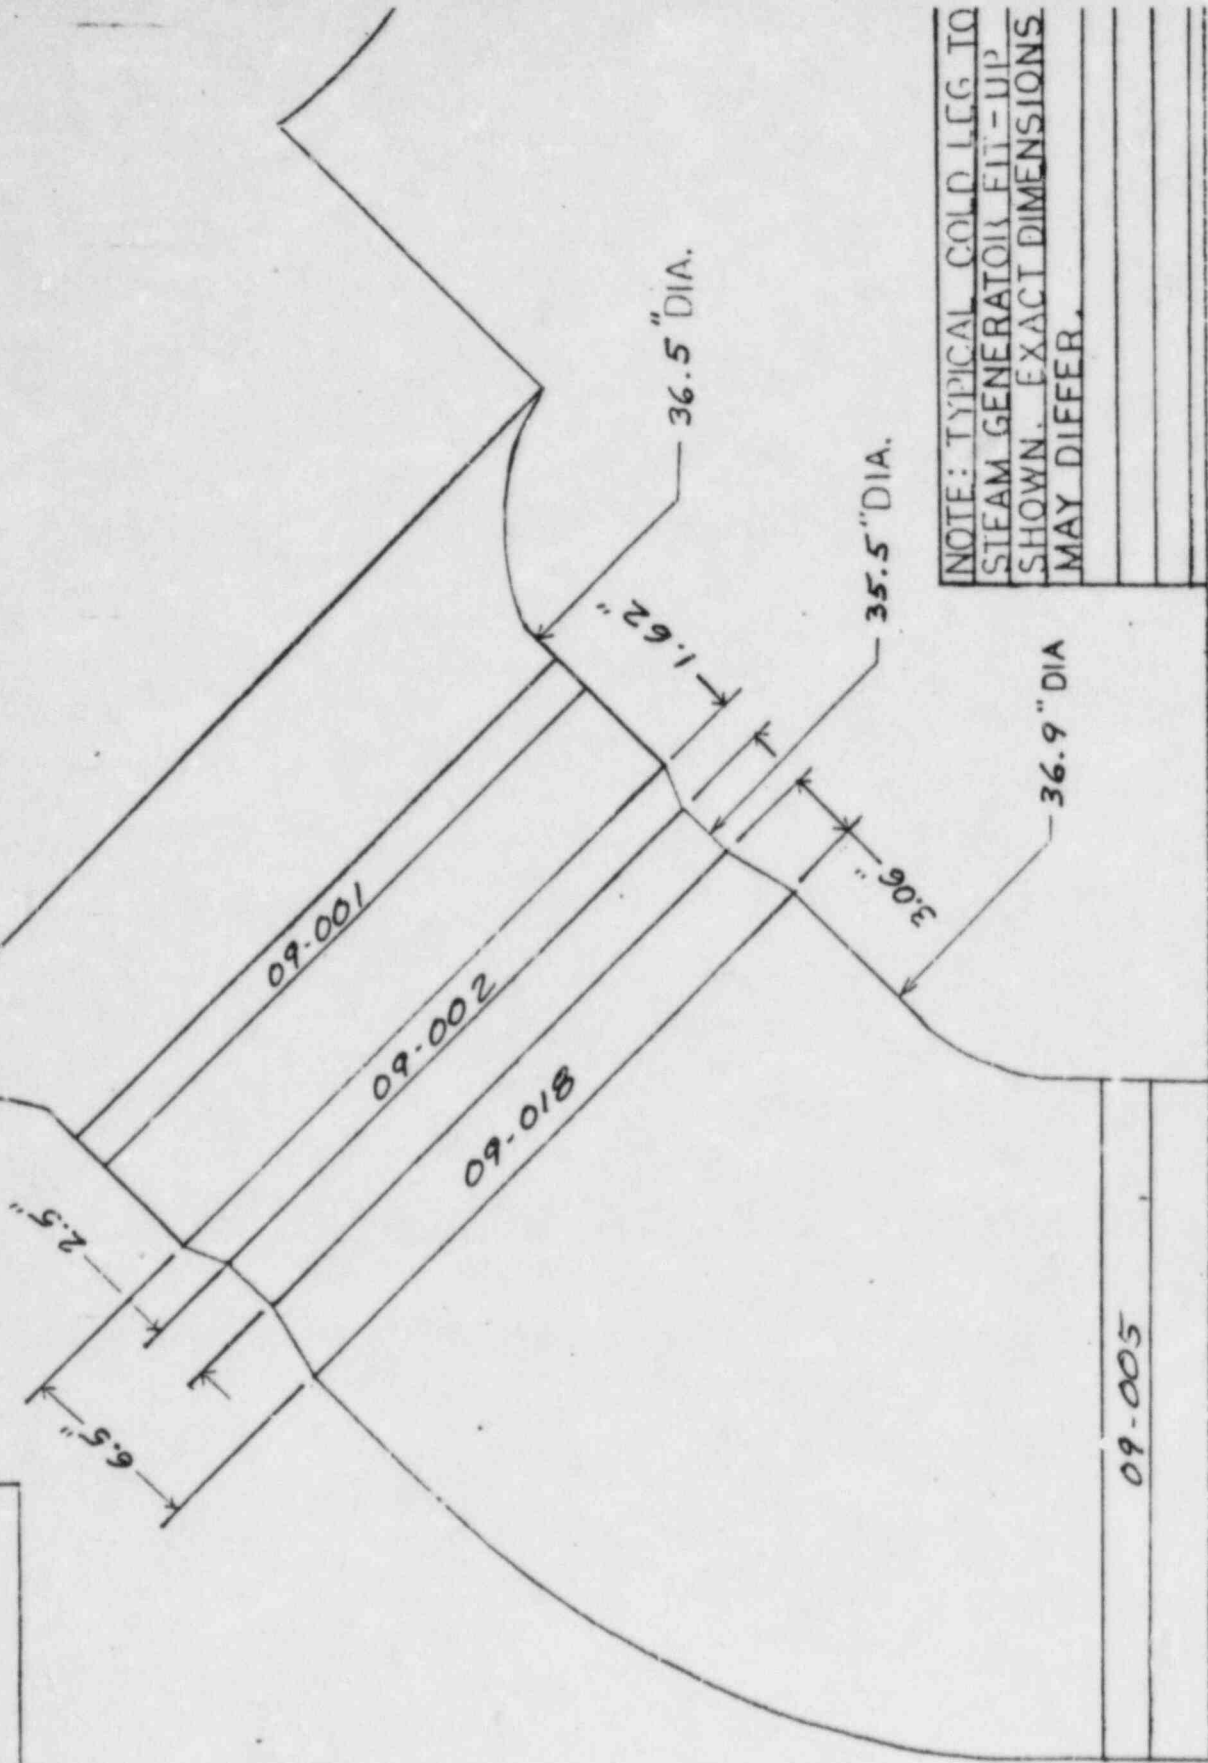 NOTE: TYPICAL COLD LEG TO
STEAM GENERATOR FIT-UP
SHOWN. EXACT DIMENSIONS
MAY DIFFER.
36.5" DIA.
35.5" DIA.
36.9" DIA
1.62"
3.06"
09-001
09-002
09-018
2.5"
6.5"
09-005